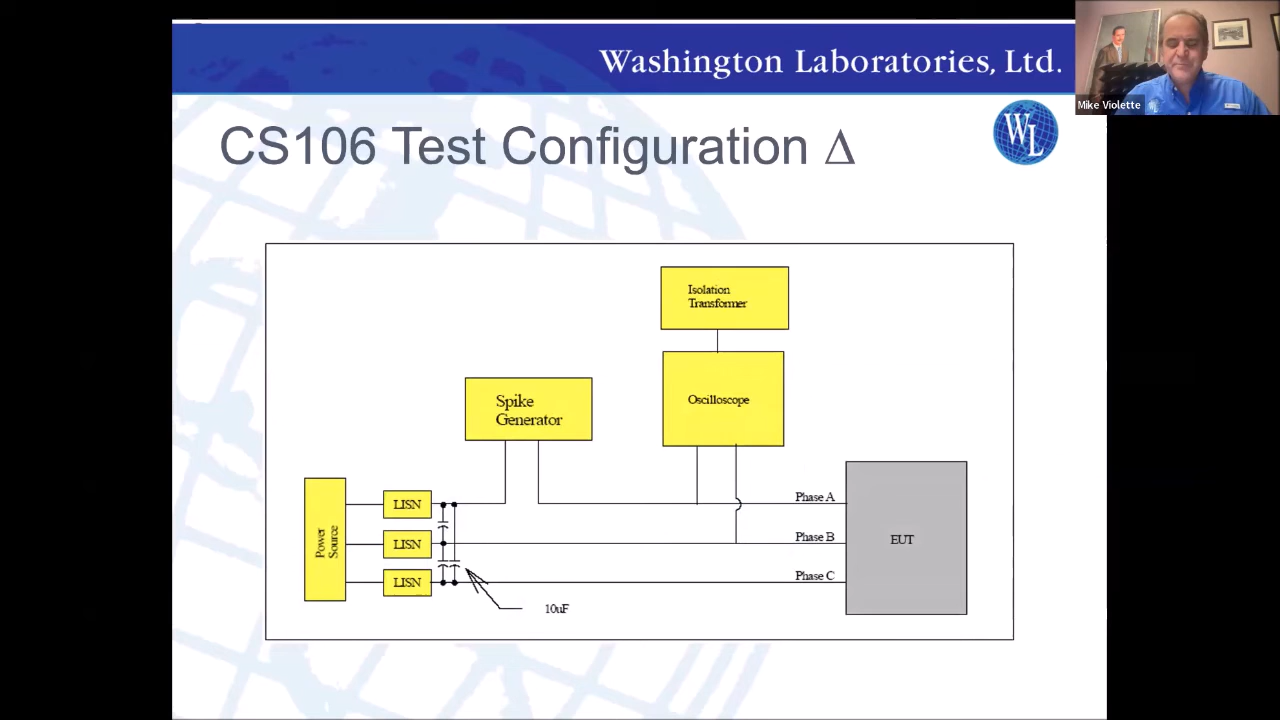 Washington Laboratories, Ltd.
Mike Violette
WL
CS106 Test Configuration Δ
Isolation
Transformer
Oscilloscope
Spike
Generator
Power
Source
LISN
LISN
LISN
Phase A
Phase B
Phase C
EUT
10uF